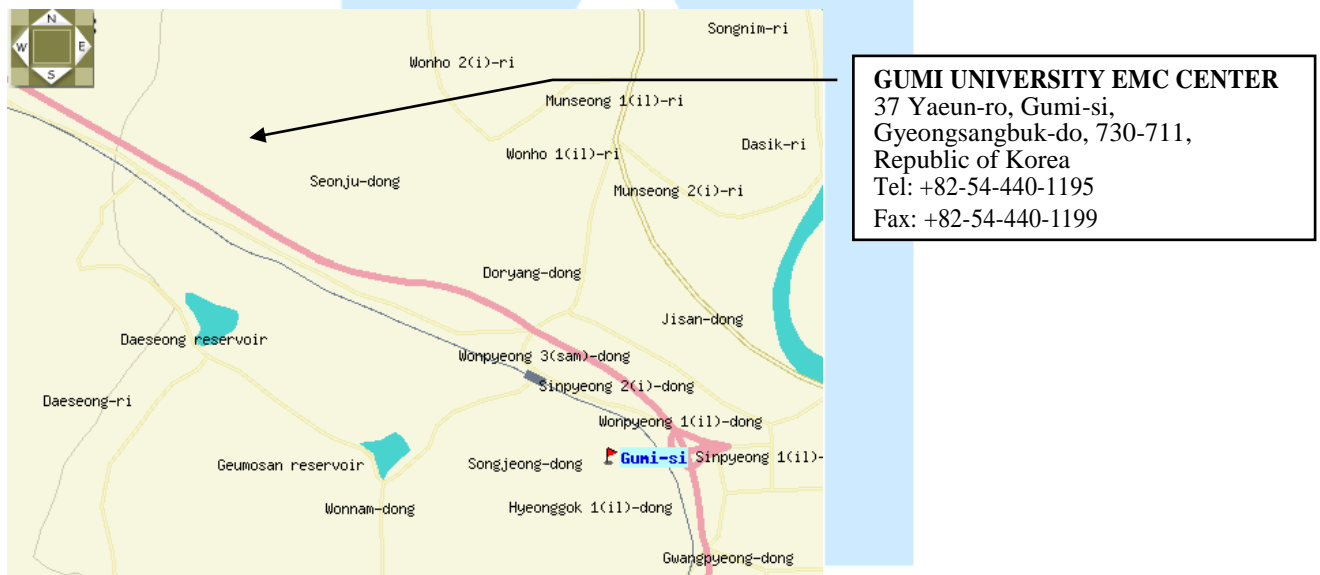 N
W E
S
Songnim-ri
Wonho 2(i)-ri
Munseong 1(il)-ri
Dasik-ri
Wonho 1(il)-ri
Seonju-dong
Munseong 2(i)-ri
Doryang-dong
Jisan-dong
Daeseong reservoir
Wonpyeong 3(sam)-dong
Sinpyeong 2(i)-dong
Daeseong-ri
Wonpyeong 1(il)-dong
Gumi-si
Sinpyeong 1(il)-
Geumosan reservoir
Songjeong-dong
Wonnam-dong
Hyeonggok 1(il)-dong
Gwangpyeong-dong
GUMI UNIVERSITY EMC CENTER
37 Yaeun-ro, Gumi-si,
Gyeongsangbuk-do, 730-711,
Republic of Korea
Tel: +82-54-440-1195
Fax: +82-54-440-1199